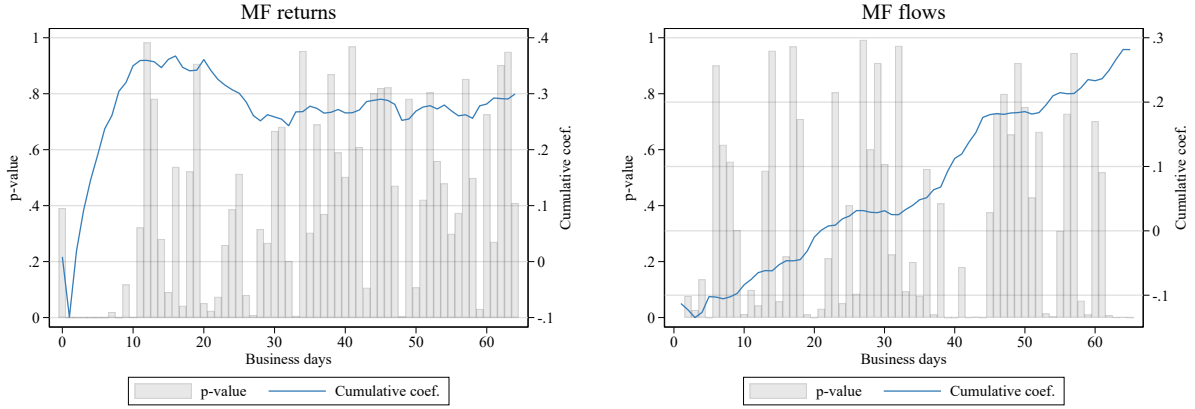 MF returns
1
.8
.6
.4
.2
0
p-value
.4
.3
.2
.1
0
-.1
Cumulative coef.
0 10 20 30 40 50 60
Business days
p-value Cumulative coef.
MF flows
1
.8
.6
.4
.2
0
p-value
.3
.2
.1
0
-.1
Cumulative coef.
0 10 20 30 40 50 60
Business days
p-value Cumulative coef.